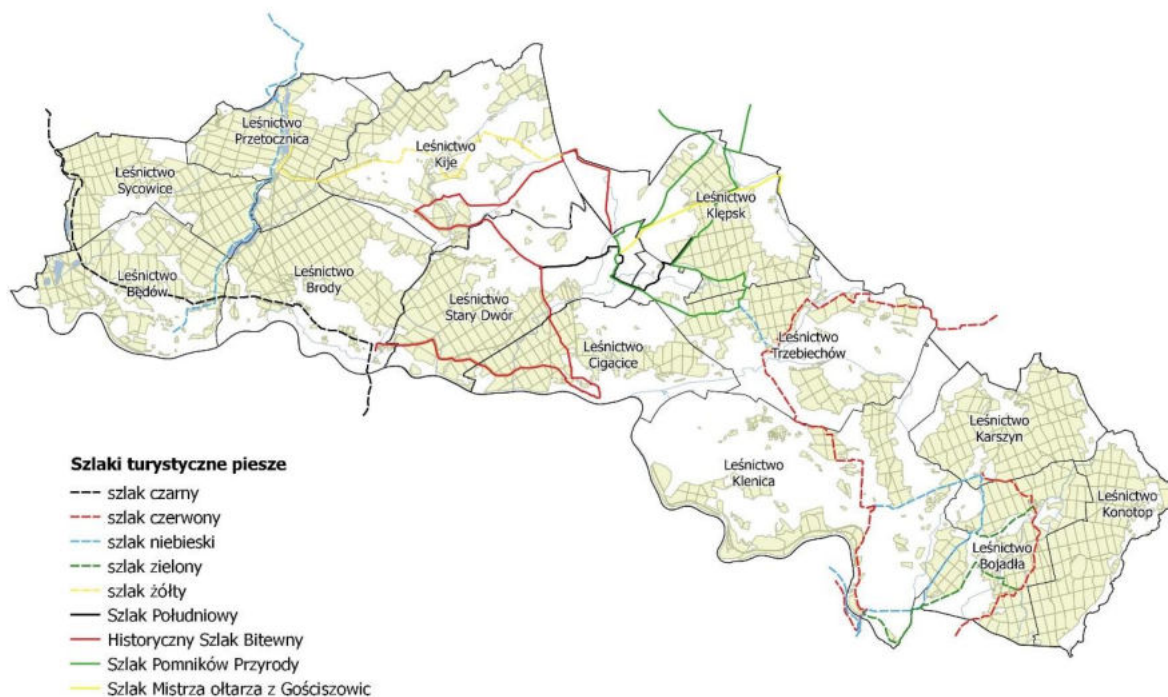 Leśnictwo
Przetocznica
Leśnictwo
Kije
Leśnictwo
Sycowice
Leśnictwo
Klępsk
Leśnictwo
Będów
Leśnictwo
Brody
Leśnictwo
Stary Dwór
Leśnictwo
Cigacice
Leśnictwo
Trzebiechów
Leśnictwo
Karszyn
Leśnictwo
Klenica
Leśnictwo
Konotop
Leśnictwo
Bojadła
Szlaki turystyczne piesze
szlak czarny
szlak czerwony
szlak niebieski
szlak zielony
szlak żółty
Szlak Południowy
Historyczny Szlak Bitewny
Szlak Pomników Przyrody
Szlak Mistrza ołtarza z Gościszowic